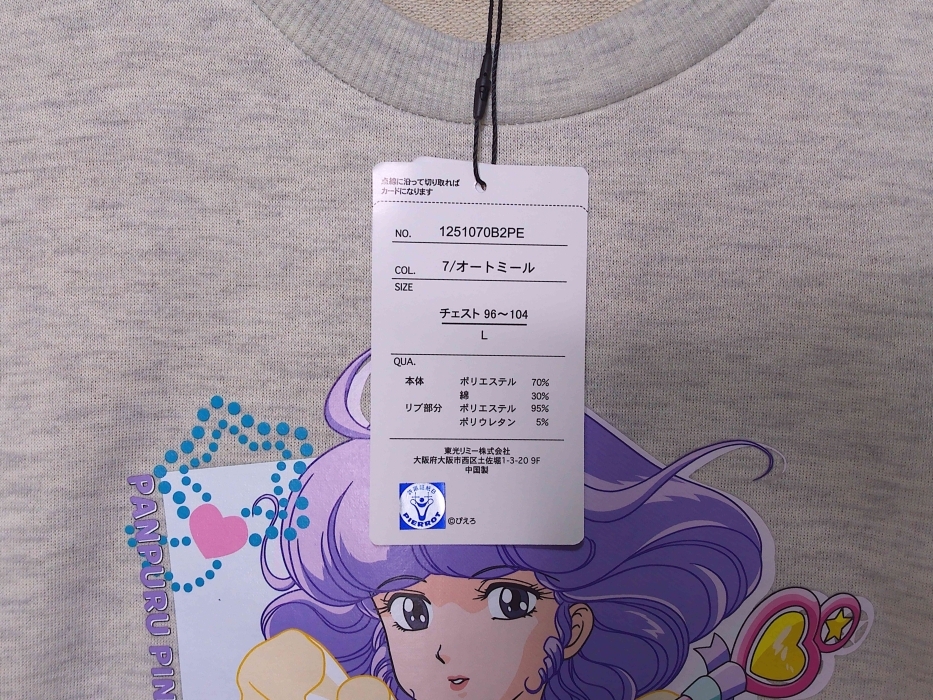 点線に沿って切り取れば
カードになります
NO. 1251070B2PE
COL. 7/オートミール
SIZE
チェスト 96〜104
L
QUA.
本体 ポリエステル 70%
綿 30%
リブ部分 ポリエステル 95%
ポリウレタン 5%
東光リミー株式会社
大阪府大阪市西区土佐堀1-3-20 9F
中国製
PIERROT
©ぴえろ
PANPURU PIN